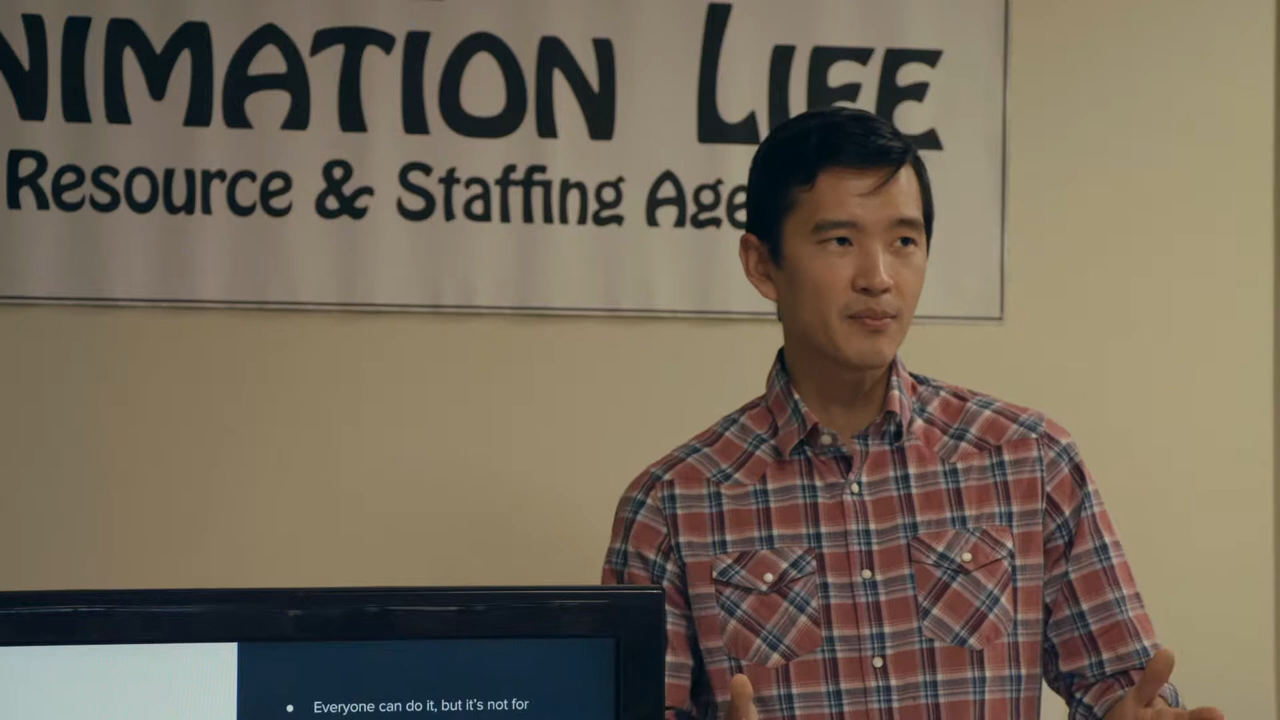 NIMATION LIFE
Resource & Staffing Age
Everyone can do it, but it's not for